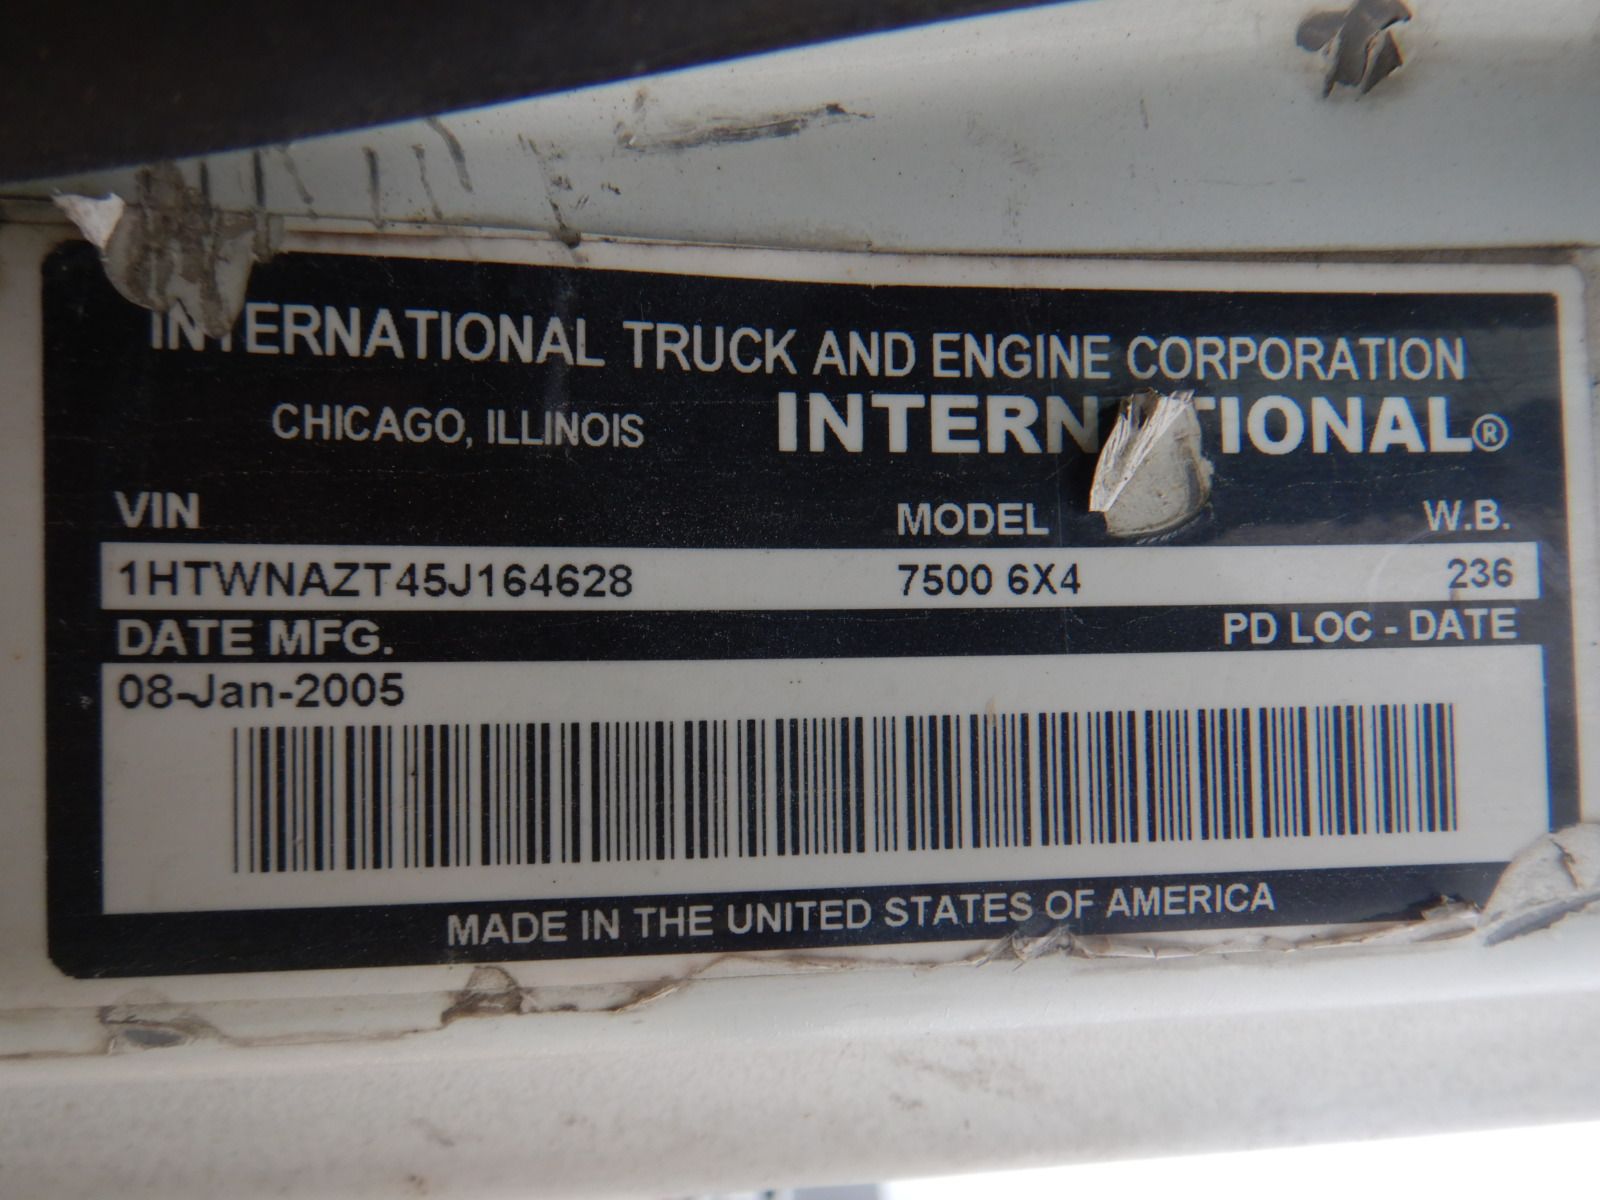 INTERNATIONAL TRUCK AND ENGINE CORPORATION
CHICAGO, ILLINOIS INTERNATIONAL®
VIN MODEL W.B.
1HTWNAZT45J164628 7500 6X4 236
DATE MFG. PD LOC - DATE
08-Jan-2005
MADE IN THE UNITED STATES OF AMERICA